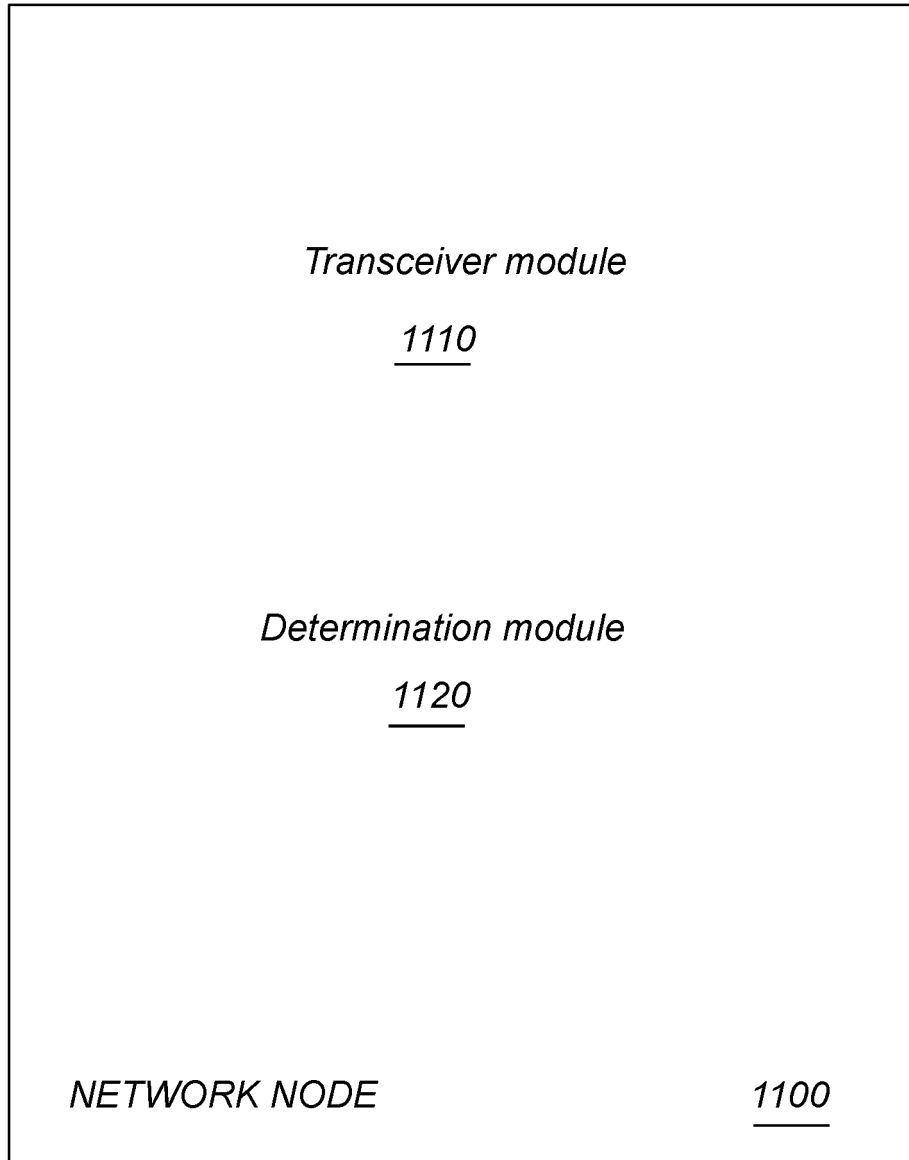 Transceiver module
1110
Determination module
1120
NETWORK NODE 1100